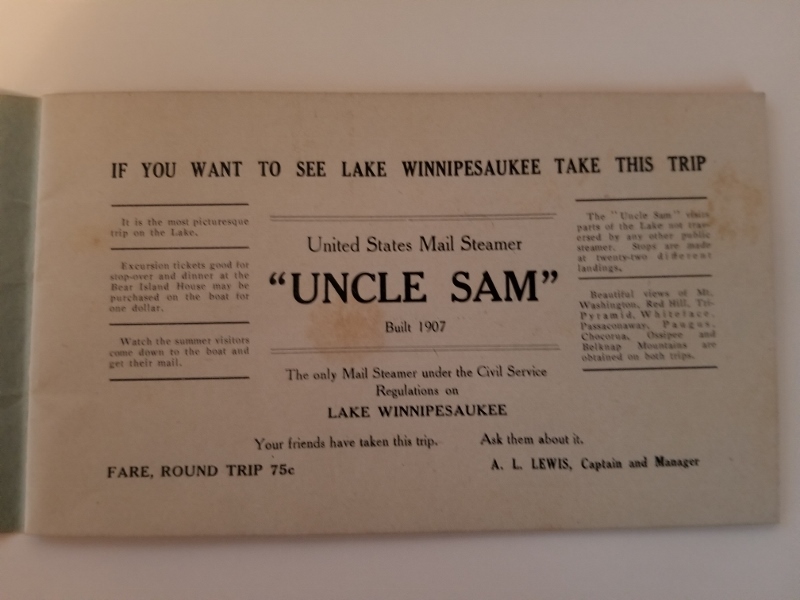 IF YOU WANT TO SEE LAKE WINNIPESAUKEE TAKE THIS TRIP
It is the most picturesque
trip on the Lake.
Excursion tickets good for
stop-over and dinner at the
Bear Island House may be
purchased on the boat for
one dollar.
Watch the summer visitors
come down to the boat and
get their mail.
United States Mail Steamer
"UNCLE SAM"
Built 1907
The only Mail Steamer under the Civil Service
Regulations on
LAKE WINNIPESAUKEE
The "Uncle Sam" visits
parts of the Lake not trav-
ersed by any other public
steamer. Stops are made
at twenty-two different
landings.
Beautiful views of Mt.
Washington, Red Hill, Tri-
Pyramid, Whiteface,
Passaconaway, Paugus,
Chocorua, Ossipee and
Belknap Mountains are
obtained on both trips.
Your friends have taken this trip. Ask them about it.
FARE, ROUND TRIP 75c
A. L. LEWIS, Captain and Manager